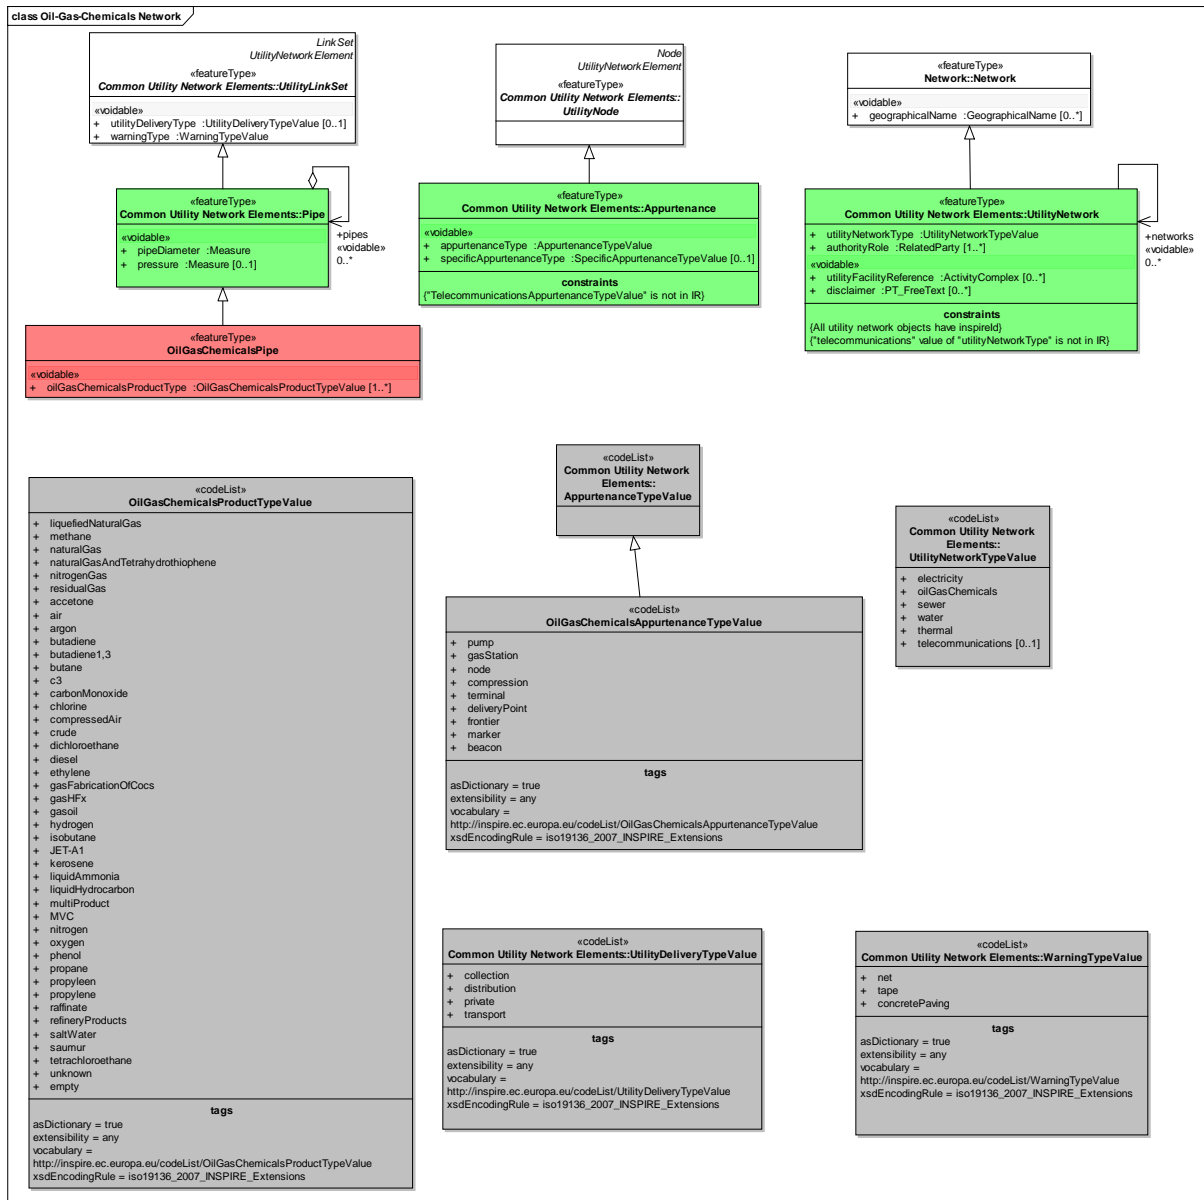 class Oil-Gas-Chemicals Network
LinkSet
UtilityNetworkElement
«featureType»
Common Utility Network Elements::UtilityLinkSet
«voidable»
+ utilityDeliveryType :UtilityDeliveryTypeValue [0..1]
+ warningType :WarningTypeValue
Node
UtilityNetworkElement
«featureType»
Common Utility Network Elements::
UtilityNode
«featureType»
Network::Network
«voidable»
+ geographicalName :GeographicalName [0..*]
«featureType»
Common Utility Network Elements::Pipe
«voidable»
+ pipeDiameter :Measure
+ pressure :Measure [0..1]
+pipes
«voidable»
0..*
«featureType»
Common Utility Network Elements::Appurtenance
«voidable»
+ appurtenanceType :AppurtenanceTypeValue
+ specificAppurtenanceType :SpecificAppurtenanceTypeValue [0..1]
constraints
{"TelecommunicationsAppurtenanceTypeValue" is not in IR}
«featureType»
Common Utility Network Elements::UtilityNetwork
+ utilityNetworkType :UtilityNetworkTypeValue
+ authorityRole :RelatedParty [1..*]
«voidable»
+ utilityFacilityReference :ActivityComplex [0..*]
+ disclaimer :PT_FreeText [0..*]
constraints
{All utility network objects have inspireId}
{"telecommunications" value of "utilityNetworkType" is not in IR}
+networks
«voidable»
0..*
«featureType»
OilGasChemicalsPipe
«voidable»
+ oilGasChemicalsProductType :OilGasChemicalsProductTypeValue [1..*]
«codeList»
OilGasChemicalsProductTypeValue
+ liquefiedNaturalGas
+ methane
+ naturalGas
+ naturalGasAndTetrahydrothiophene
+ nitrogenGas
+ residualGas
+ accetone
+ air
+ argon
+ butadiene
+ butadiene1,3
+ butane
+ c3
+ carbonMonoxide
+ chlorine
+ compressedAir
+ crude
+ dichloroethane
+ diesel
+ ethylene
+ gasFabricationOfCocs
+ gasHFx
+ gasoil
+ hydrogen
+ isobutane
+ JET-A1
+ kerosene
+ liquidAmmonia
+ liquidHydrocarbon
+ multiProduct
+ MVC
+ nitrogen
+ oxygen
+ phenol
+ propane
+ propyleen
+ propylene
+ raffinate
+ refineryProducts
+ saltWater
+ saumur
+ tetrachloroethane
+ unknown
+ empty
tags
asDictionary = true
extensibility = any
vocabulary =
http://inspire.ec.europa.eu/codeList/OilGasChemicalsProductTypeValue
xsdEncodingRule = iso19136_2007_INSPIRE_Extensions
«codeList»
Common Utility Network
Elements::
AppurtenanceTypeValue
«codeList»
OilGasChemicalsAppurtenanceTypeValue
+ pump
+ gasStation
+ node
+ compression
+ terminal
+ deliveryPoint
+ frontier
+ marker
+ beacon
tags
asDictionary = true
extensibility = any
vocabulary =
http://inspire.ec.europa.eu/codeList/OilGasChemicalsAppurtenanceTypeValue
xsdEncodingRule = iso19136_2007_INSPIRE_Extensions
«codeList»
Common Utility Network
Elements::
UtilityNetworkTypeValue
+ electricity
+ oilGasChemicals
+ sewer
+ water
+ thermal
+ telecommunications [0..1]
«codeList»
Common Utility Network Elements::UtilityDeliveryTypeValue
+ collection
+ distribution
+ private
+ transport
tags
asDictionary = true
extensibility = any
vocabulary =
http://inspire.ec.europa.eu/codeList/UtilityDeliveryTypeValue
xsdEncodingRule = iso19136_2007_INSPIRE_Extensions
«codeList»
Common Utility Network Elements::WarningTypeValue
+ net
+ tape
+ concretePaving
tags
asDictionary = true
extensibility = any
vocabulary =
http://inspire.ec.europa.eu/codeList/WarningTypeValue
xsdEncodingRule = iso19136_2007_INSPIRE_Extensions